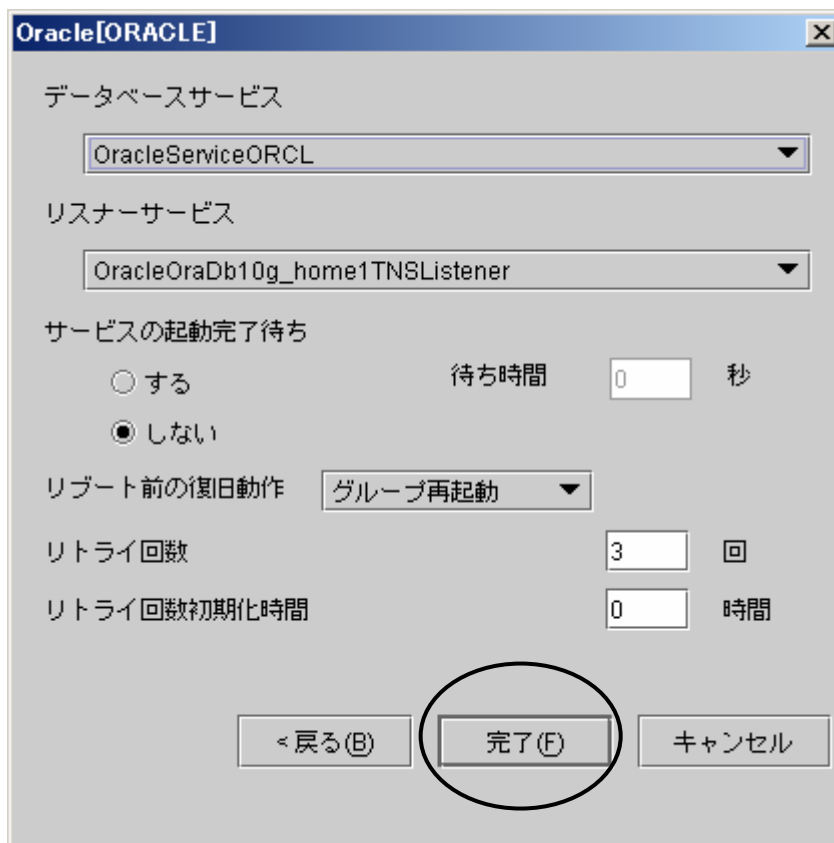 Oracle[ORACLE]
データベースサービス
OracleServiceORCL
リスナーサービス
OracleOraDb10g_home1TNSListener
サービスの起動完了待ち
する 待ち時間 0 秒
しない
リブート前の復旧動作 グループ再起動
リトライ回数 3 回
リトライ回数初期化時間 0 時間
<戻る(B) 完了(F) キャンセル